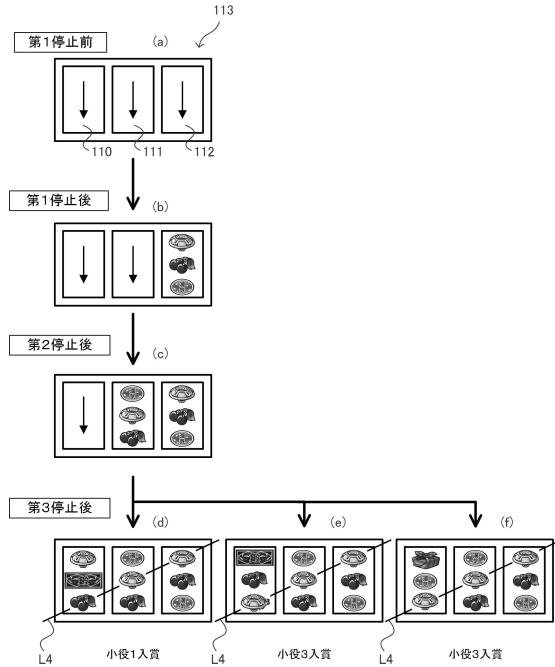 113
第1停止前
(a)
110
111
112
第1停止後
(b)
第2停止後
(c)
第3停止後
(d)
(e)
(f)
L4
小役1入賞
L4
小役3入賞
L4
小役3入賞